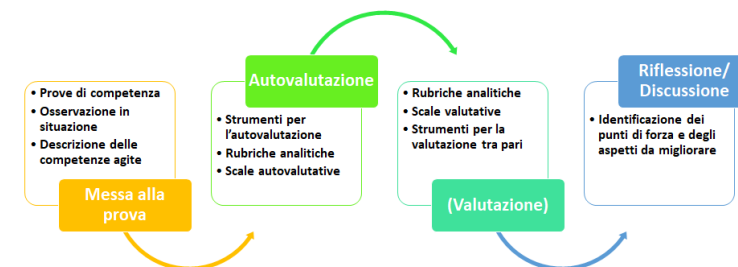 • Prove di competenza
• Osservazione in
situazione
• Descrizione delle
competenze agite
Messa alla
prova
Autovalutazione
• Strumenti per
l'autovalutazione
• Rubriche analitiche
• Scale autovalutative
• Rubriche analitiche
• Scale valutative
• Strumenti per la
valutazione tra pari
(Valutazione)
Riflessione/
Discussione
• Identificazione dei
punti di forza e degli
aspetti da migliorare